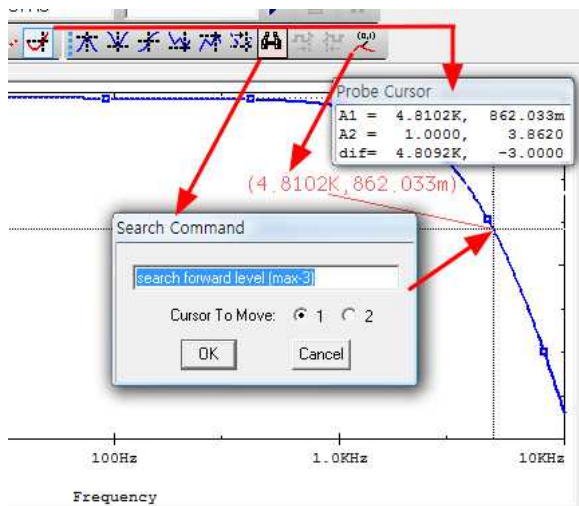 (0,1)
Probe Cursor
A1 = 4.8102K, 862.033m
A2 = 1.0000, 3.8620
dif= 4.8092K, -3.0000
(4.8102K,862.033m)
Search Command
search forward level (max-3)
Cursor To Move: 1 2
OK Cancel
100Hz 1.0KHz 10KHz
Frequency